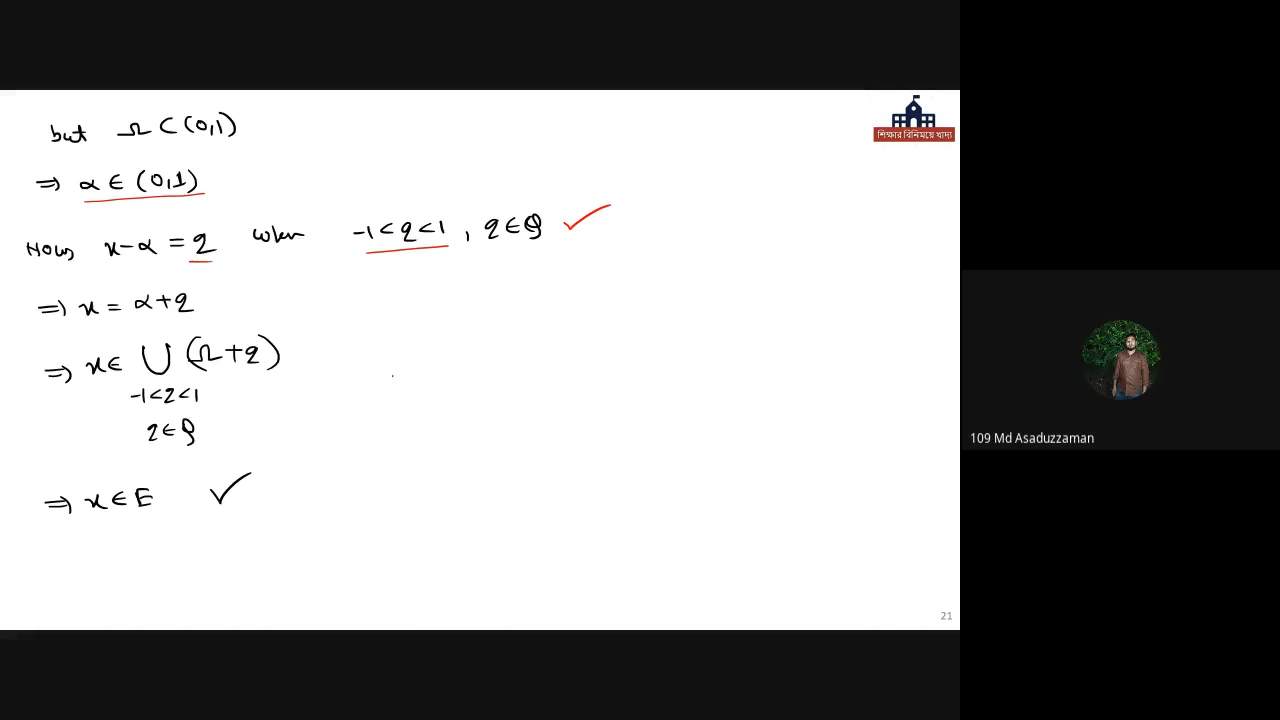 but Ω ⊂ (0,1)
⇒ α ∈ (0,1)
Now x-α = q when -1<q<1, q∈Q
⇒ x = α+q
⇒ x∈ ∪ (Ω+q)
-1<q<1
q∈Q
⇒ x∈E ✓
শিক্ষার বিনিময়ে খাদ্য
21
109 Md Asaduzzaman